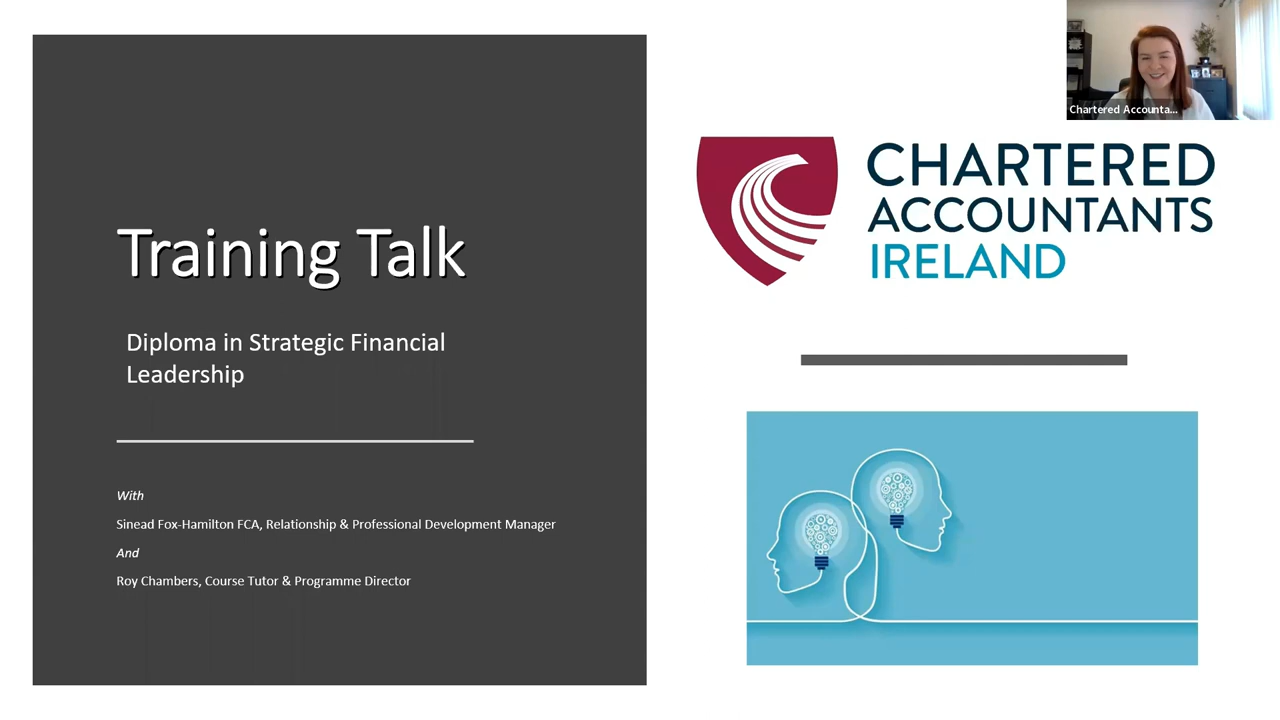 Training Talk
Diploma in Strategic Financial
Leadership
With
Sinead Fox-Hamilton FCA, Relationship & Professional Development Manager
And
Roy Chambers, Course Tutor & Programme Director
Chartered Accounta...
CHARTERED
ACCOUNTANTS
IRELAND